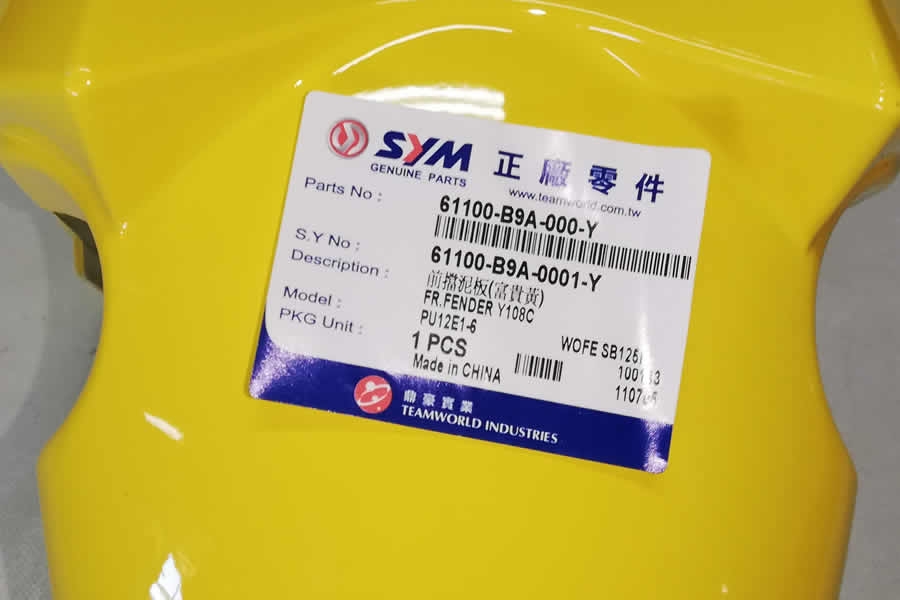 SYM 正廠零件
GENUINE PARTS
www.teamworld.com.tw
Parts No : 61100-B9A-000-Y
S.Y No : 61100-B9A-0001-Y
Description : 前擋泥板(富貴黃)
FR.FENDER Y108C
Model : PU12E1-6
PKG Unit : 1 PCS
WOFE
Made in CHINA
鼎豪實業
TEAMWORLD INDUSTRIES